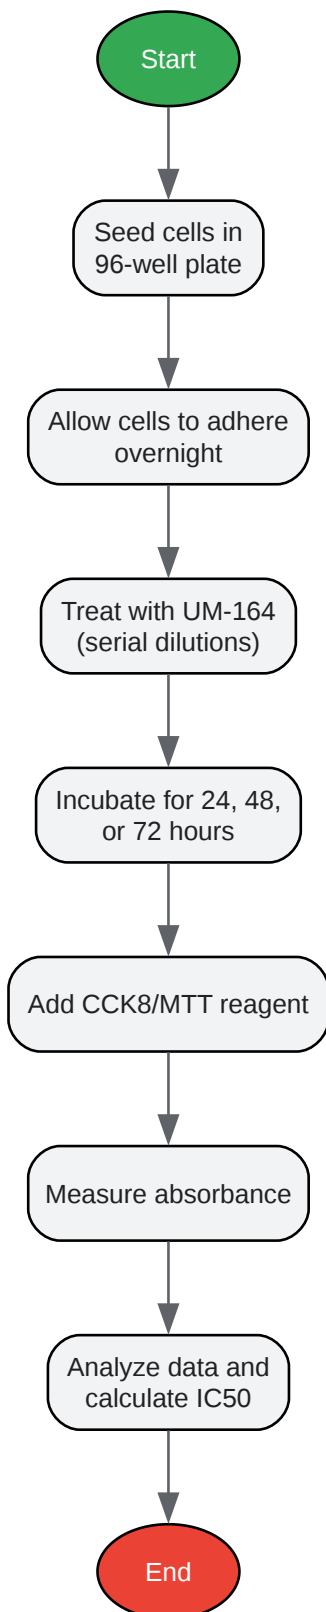 Start
Seed cells in
96-well plate
Allow cells to adhere
overnight
Treat with UM-164
(serial dilutions)
Incubate for 24, 48,
or 72 hours
Add CCK8/MTT reagent
Measure absorbance
Analyze data and
calculate IC50
End